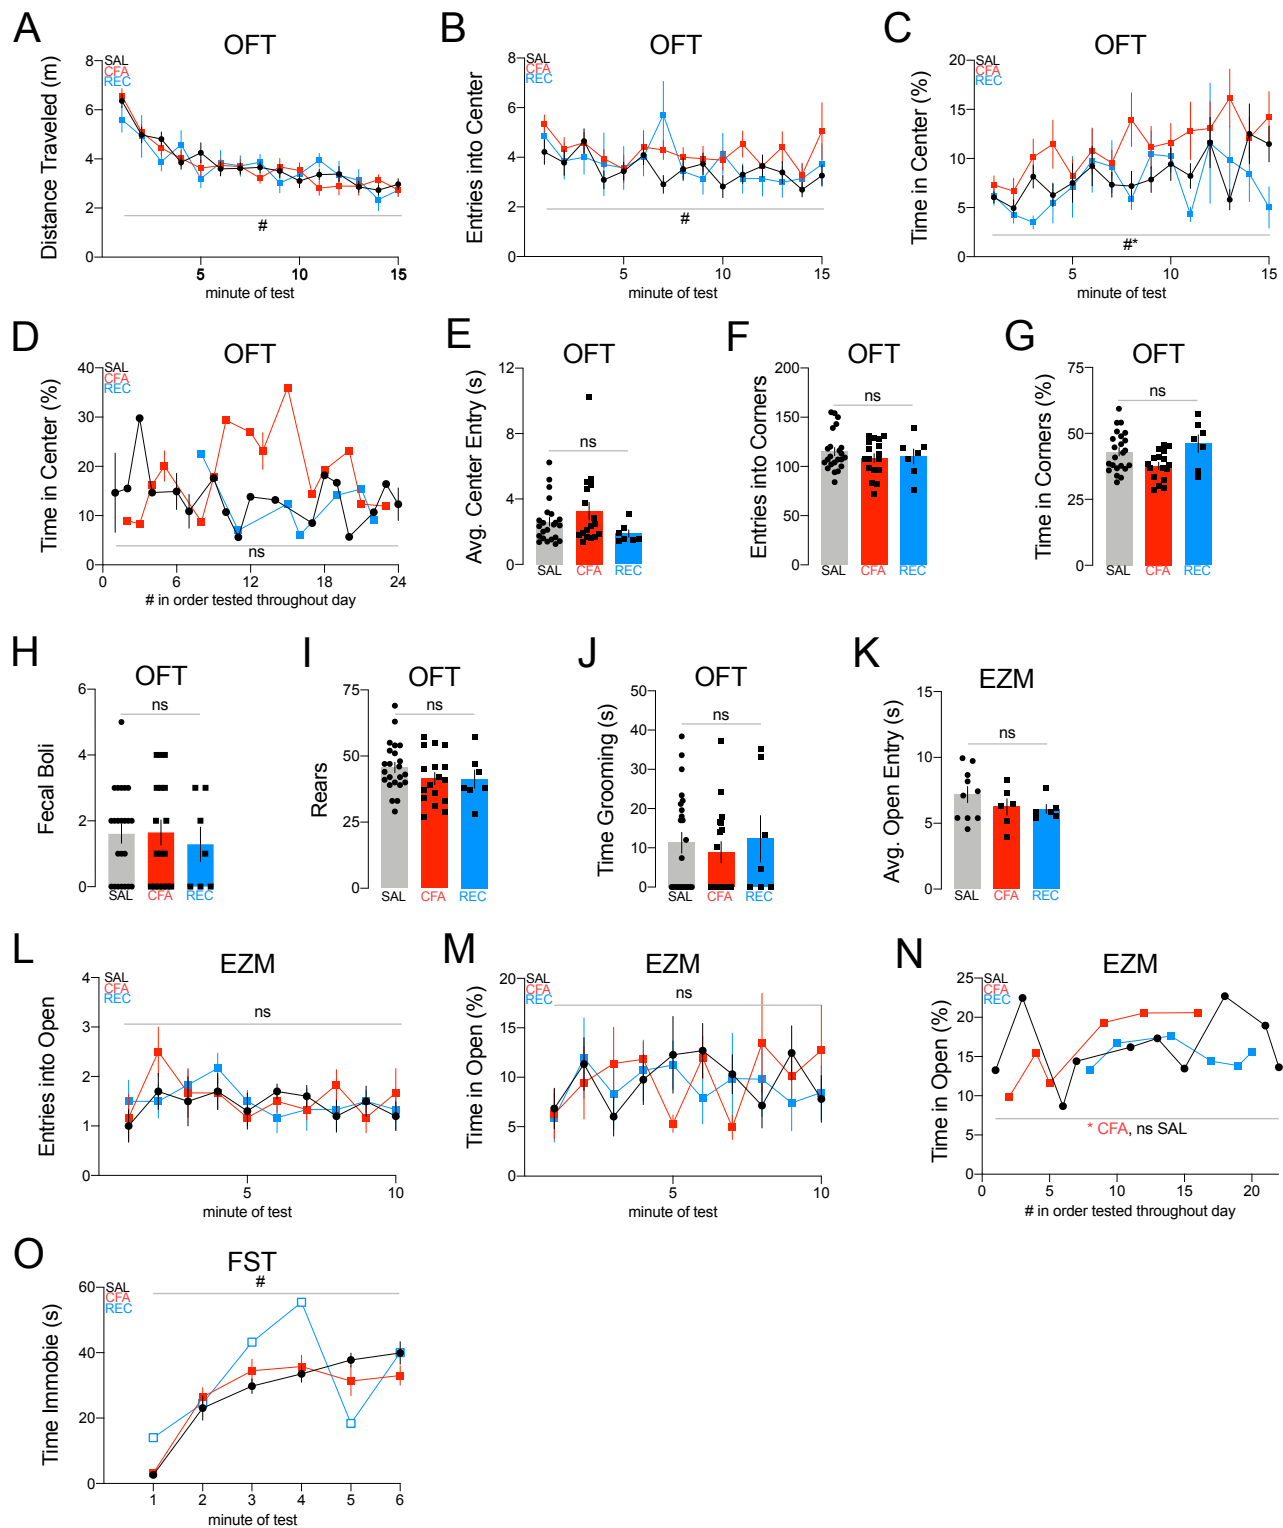 A
OFT
Distance Traveled (m)
SAL
CFA
REC
8
6
4
2
0
#
5
10
15
minute of test
B
OFT
Entries into Center
SAL
CFA
REC
8
6
4
2
0
#
5
10
15
minute of test
C
OFT
Time in Center (%)
SAL
CFA
REC
20
15
10
5
0
#*
5
10
15
minute of test
D
OFT
Time in Center (%)
SAL
CFA
REC
40
30
20
10
0
ns
0
6
12
18
24
# in order tested throughout day
E
OFT
Avg. Center Entry (s)
12
8
4
0
ns
SAL
CFA
REC
F
OFT
Entries into Corners
200
150
100
50
0
ns
SAL
CFA
REC
G
OFT
Time in Corners (%)
75
50
25
0
ns
SAL
CFA
REC
H
OFT
Fecal Boli
6
4
2
0
ns
SAL
CFA
REC
I
OFT
Rears
75
50
25
0
ns
SAL
CFA
REC
J
OFT
Time Grooming (s)
50
40
30
20
10
0
ns
SAL
CFA
REC
K
EZM
Avg. Open Entry (s)
15
10
5
0
ns
SAL
CFA
REC
L
EZM
Entries into Open
SAL
CFA
REC
4
3
2
1
0
ns
5
10
minute of test
M
EZM
Time in Open (%)
SAL
CFA
REC
20
15
10
5
0
ns
5
10
minute of test
N
EZM
Time in Open (%)
SAL
CFA
REC
25
20
15
10
5
0
* CFA, ns SAL
0
5
10
15
20
# in order tested throughout day
O
FST
Time Immobie (s)
SAL
CFA
REC
60
40
20
0
#
1
2
3
4
5
6
minute of test